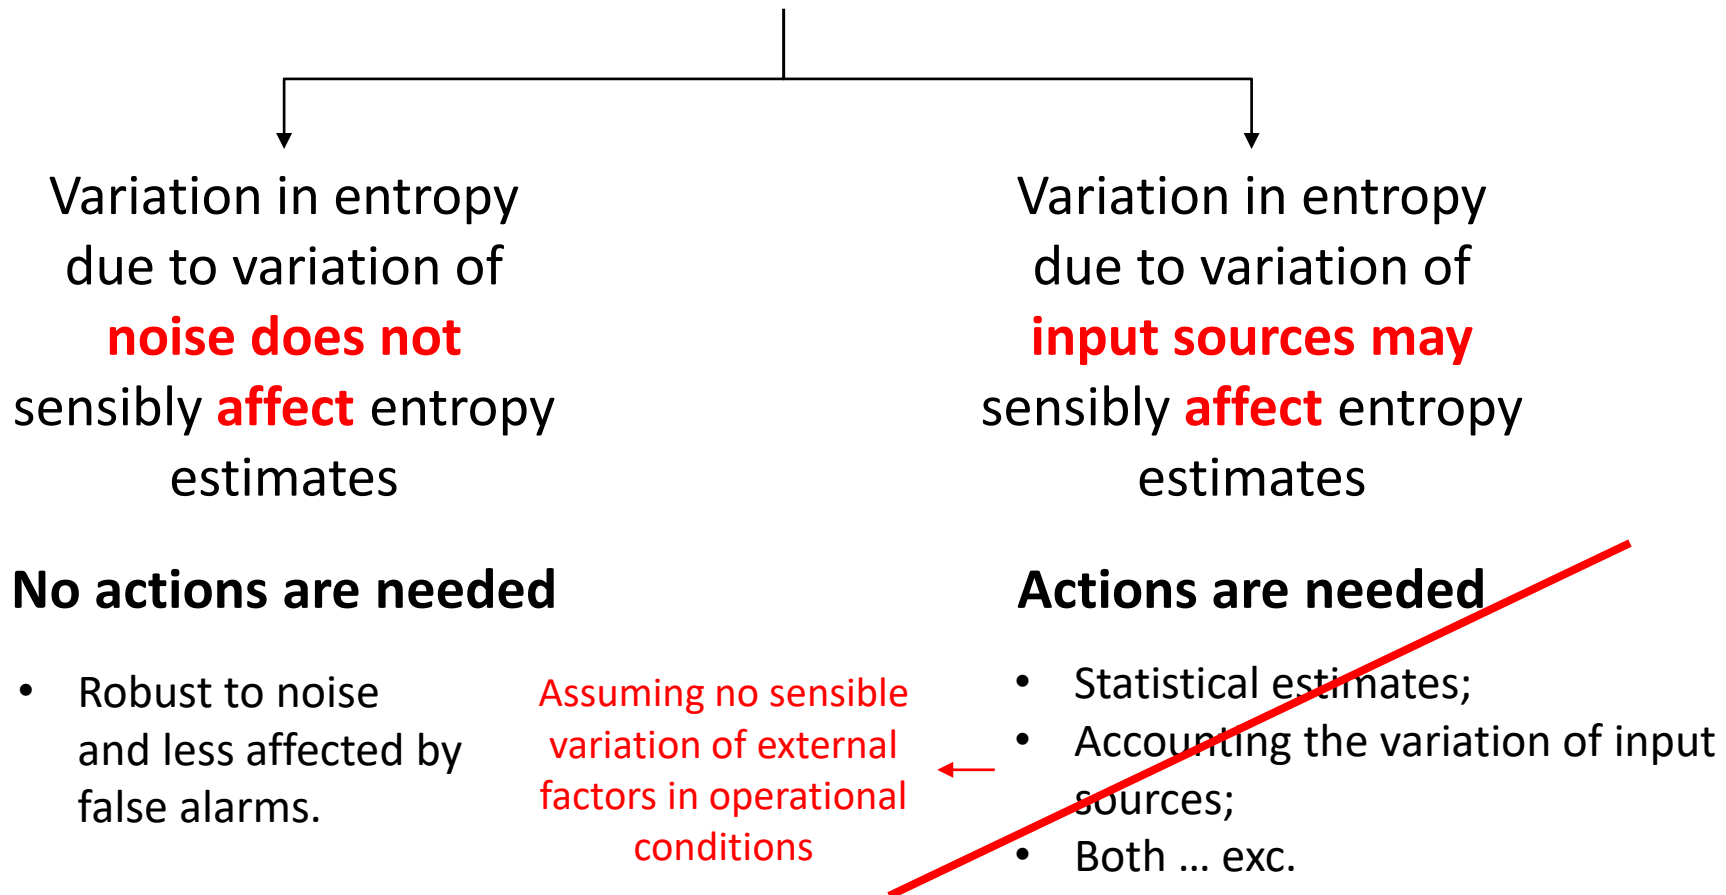 Variation in entropy
due to variation of
noise does not
sensibly affect entropy
estimates
No actions are needed
• Robust to noise
and less affected by
false alarms.
Variation in entropy
due to variation of
input sources may
sensibly affect entropy
estimates
Actions are needed
• Statistical estimates;
• Accounting the variation of input
sources;
• Both … exc.
Assuming no sensible
variation of external
factors in operational
conditions